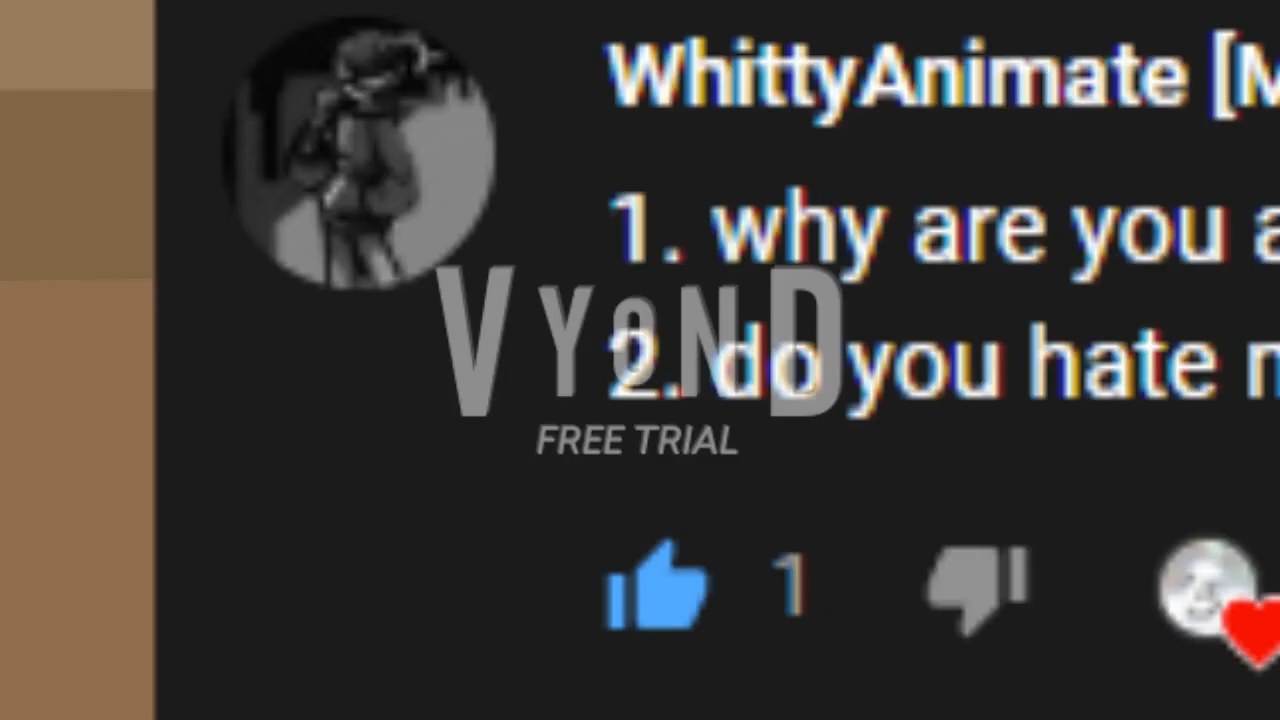 WhittyAnimate [M
1. why are you a
VYOND
2. do you hate
FREE TRIAL
1